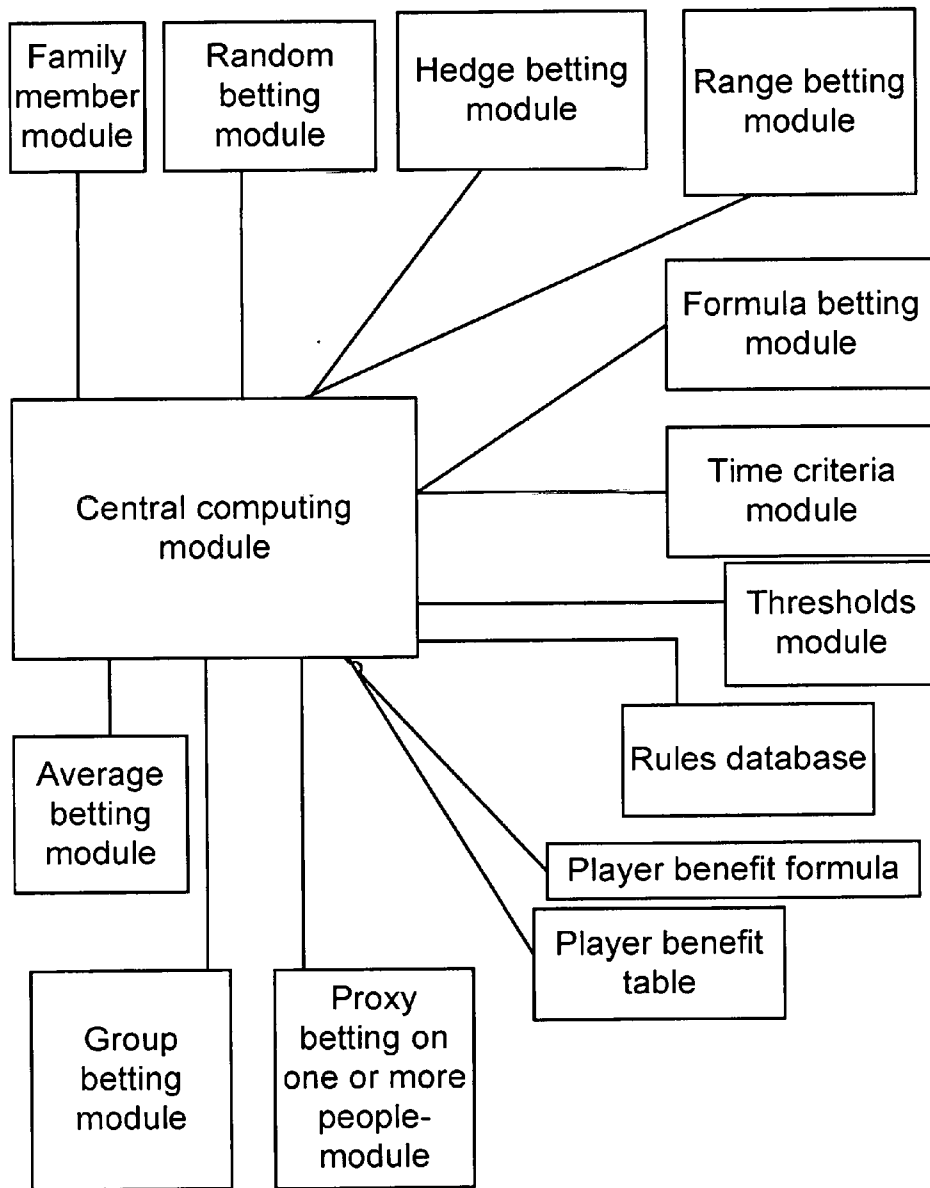 Family
member
module
Random
betting
module
Hedge betting
module
Range betting
module
Formula betting
module
Central computing
module
Time criteria
module
Thresholds
module
Rules database
Average
betting
module
Player benefit formula
Player benefit
table
Group
betting
module
Proxy
betting on
one or more
people-
module